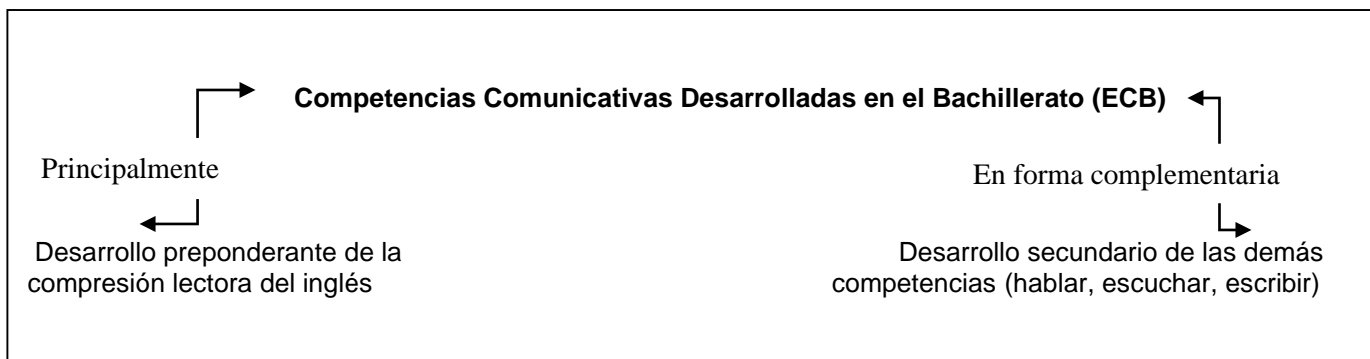 Competencias Comunicativas Desarrolladas en el Bachillerato (ECB)
Principalmente
En forma complementaria
Desarrollo preponderante de la
compresión lectora del inglés
Desarrollo secundario de las demás
competencias (hablar, escuchar, escribir)